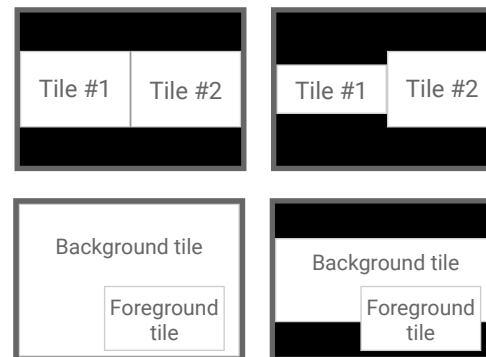 Tile #1 Tile #2
Tile #1 Tile #2
Background tile
Foreground
tile
Background tile
Foreground
tile